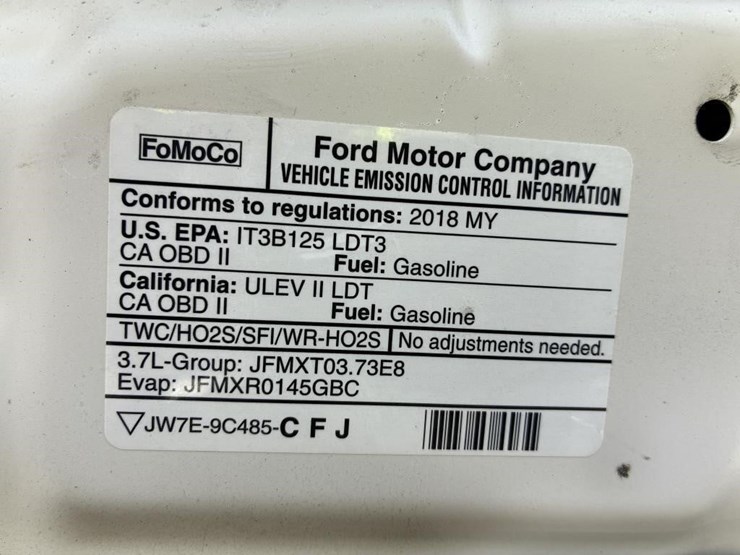 FoMoCo
Ford Motor Company
VEHICLE EMISSION CONTROL INFORMATION
Conforms to regulations: 2018 MY
U.S. EPA: IT3B125 LDT3
CA OBD II Fuel: Gasoline
California: ULEV II LDT
CA OBD II Fuel: Gasoline
TWC/HO2S/SFI/WR-HO2S No adjustments needed.
3.7L-Group: JFMXT03.73E8
Evap: JFMXR0145GBC
▽JW7E-9C485-C F J